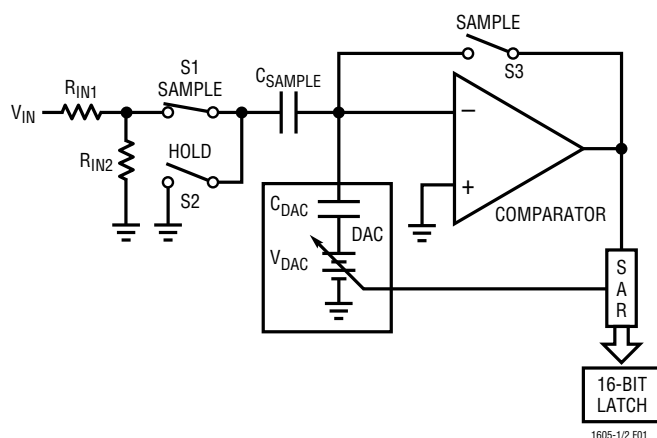 SAMPLE
S3
S1
SAMPLE
C_SAMPLE
R_IN1
V_IN
R_IN2
HOLD
S2
−
+
COMPARATOR
C_DAC
DAC
V_DAC
S
A
R
16-BIT
LATCH
1605-1/2 F01